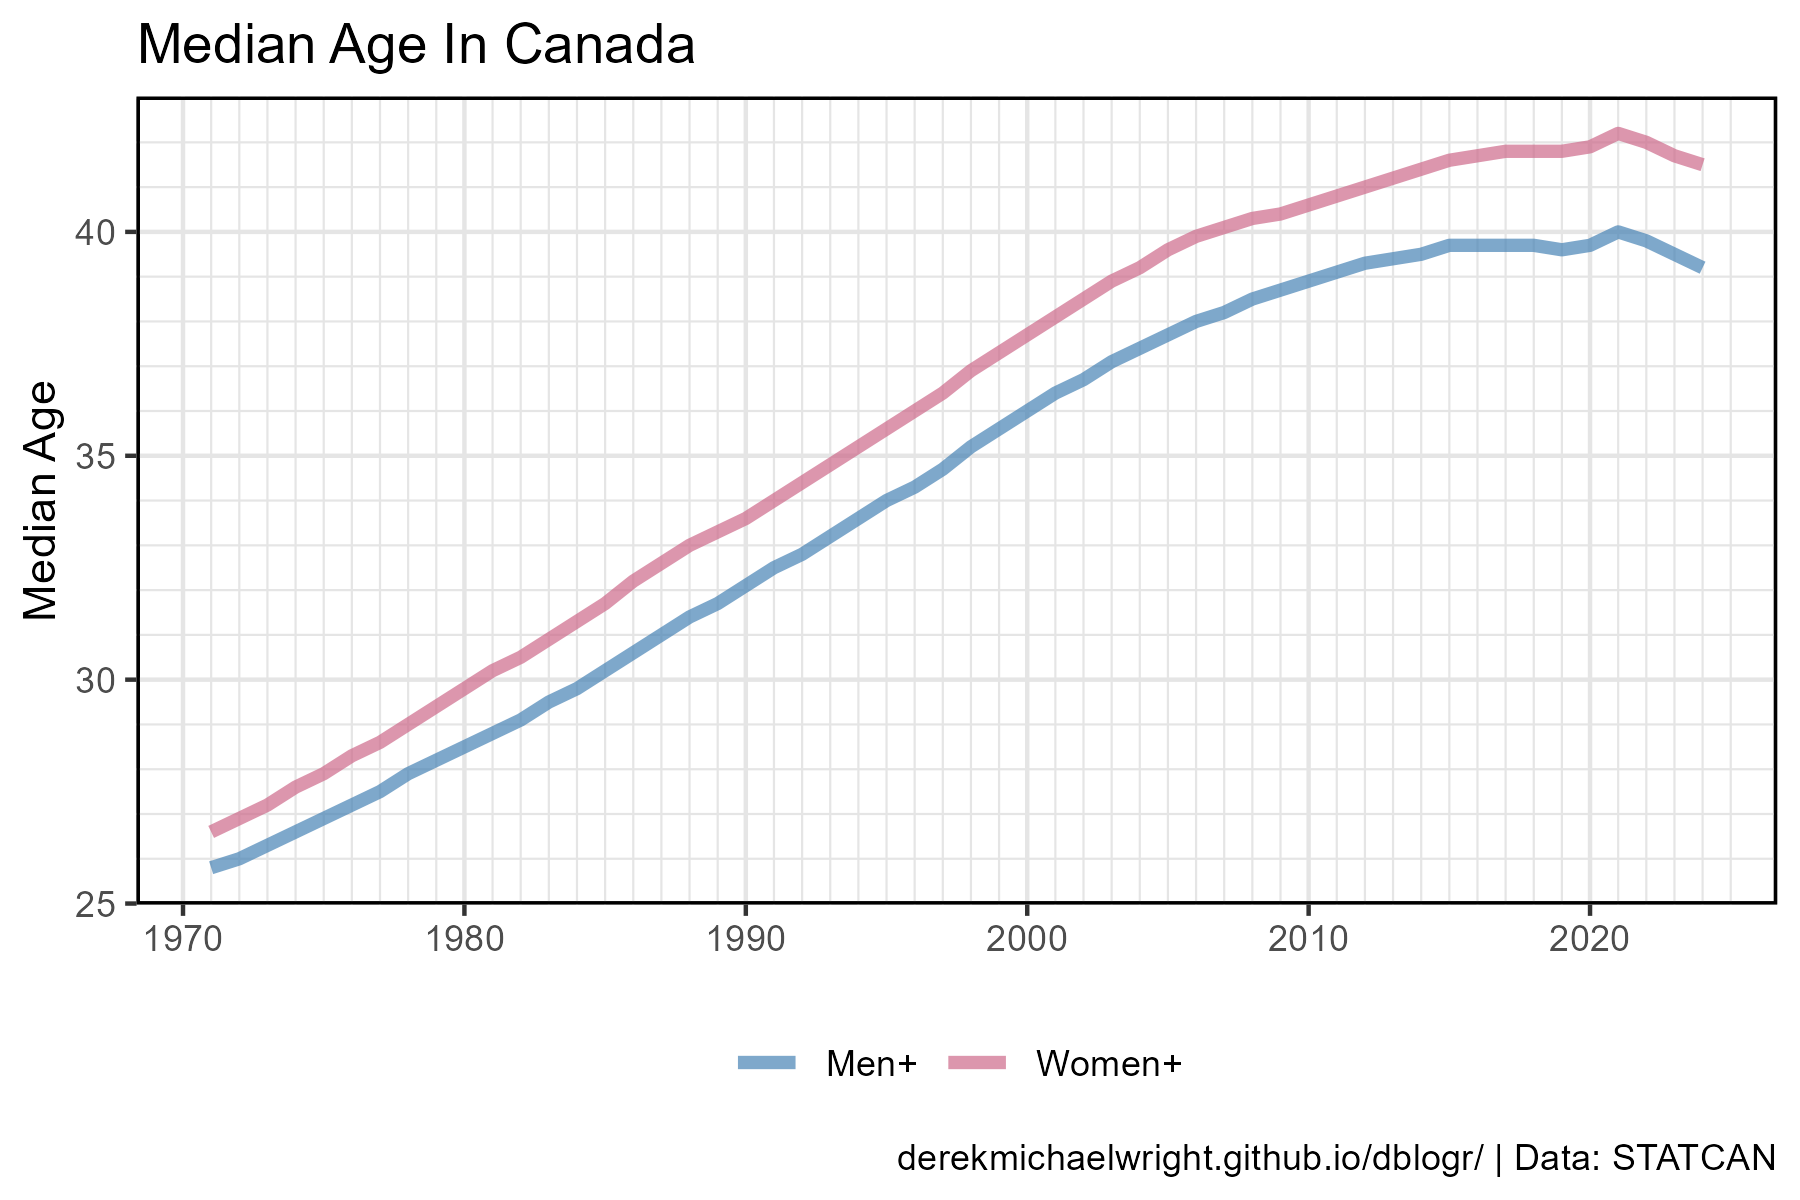 Median Age In Canada
Median Age
40
35
30
25
1970 1980 1990 2000 2010 2020
Men+ Women+
derekmichaelwright.github.io/dblogr/ | Data: STATCAN